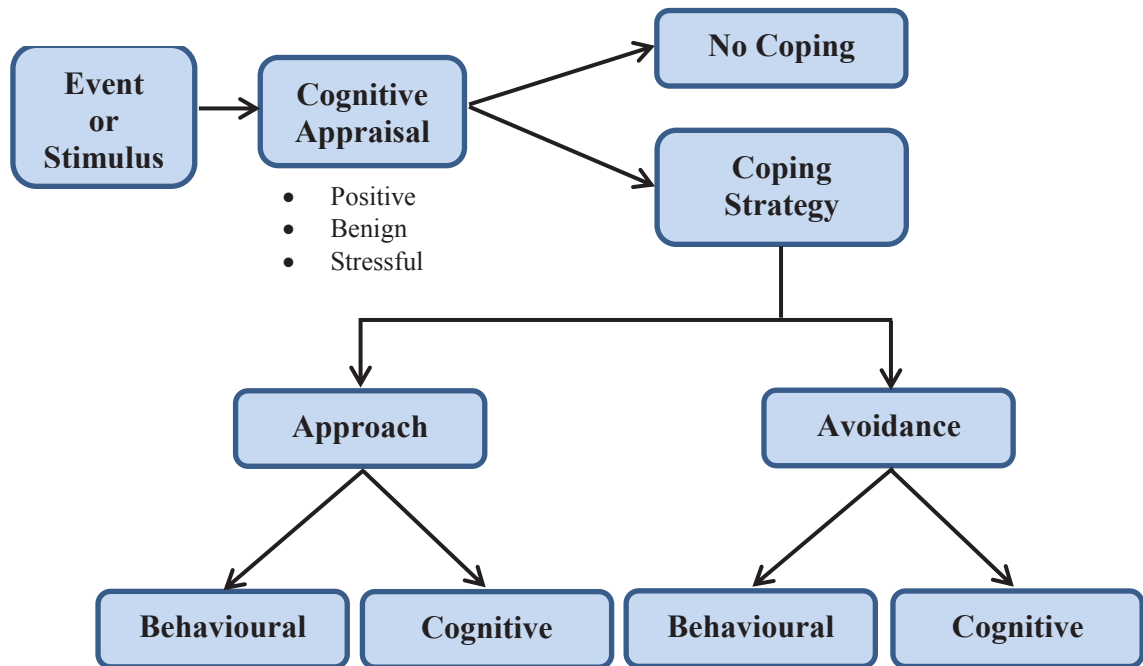 Event
or
Stimulus
Cognitive
Appraisal
• Positive
• Benign
• Stressful
No Coping
Coping
Strategy
Approach
Avoidance
Behavioural
Cognitive
Behavioural
Cognitive